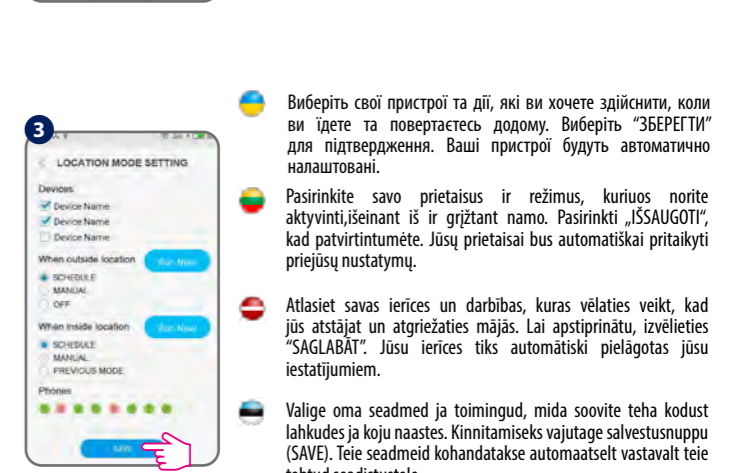 3
LOCATION MODE SETTING
Devices
Device Name
Device Name
Device Name
When outside location Run Now
SCHEDULE
MANUAL
OFF
When inside location Run Now
SCHEDULE
MANUAL
PREVIOUS MODE
Phones
SAVE
Виберіть свої пристрої та дії, які ви хочете здійснити, коли
ви їдете та повертаєтесь додому. Виберіть “ЗБЕРЕГТИ”
для підтвердження. Ваші пристрої будуть автоматично
налаштовані.
Pasirinkite savo prietaisus ir režimus, kuriuos norite
aktyvinti,išeinant iš ir grįžtant namo. Pasirinkti „IŠSAUGOTI“,
kad patvirtintumėte. Jūsų prietaisai bus automatiškai pritaikyti
priejūsų nustatymų.
Atlasiet savas ierīces un darbības, kuras vēlaties veikt, kad
jūs atstājat un atgriežaties mājās. Lai apstiprinātu, izvēlieties
“SAGLABĀT”. Jūsu ierīces tiks automātiski pielāgotas jūsu
iestatījumiem.
Valige oma seadmed ja toimingud, mida soovite teha kodust
lahkudes ja koju naastes. Kinnitamiseks vajutage salvestusnuppu
(SAVE). Teie seadmeid kohandatakse automaatselt vastavalt teie
tehtud seadistustele.